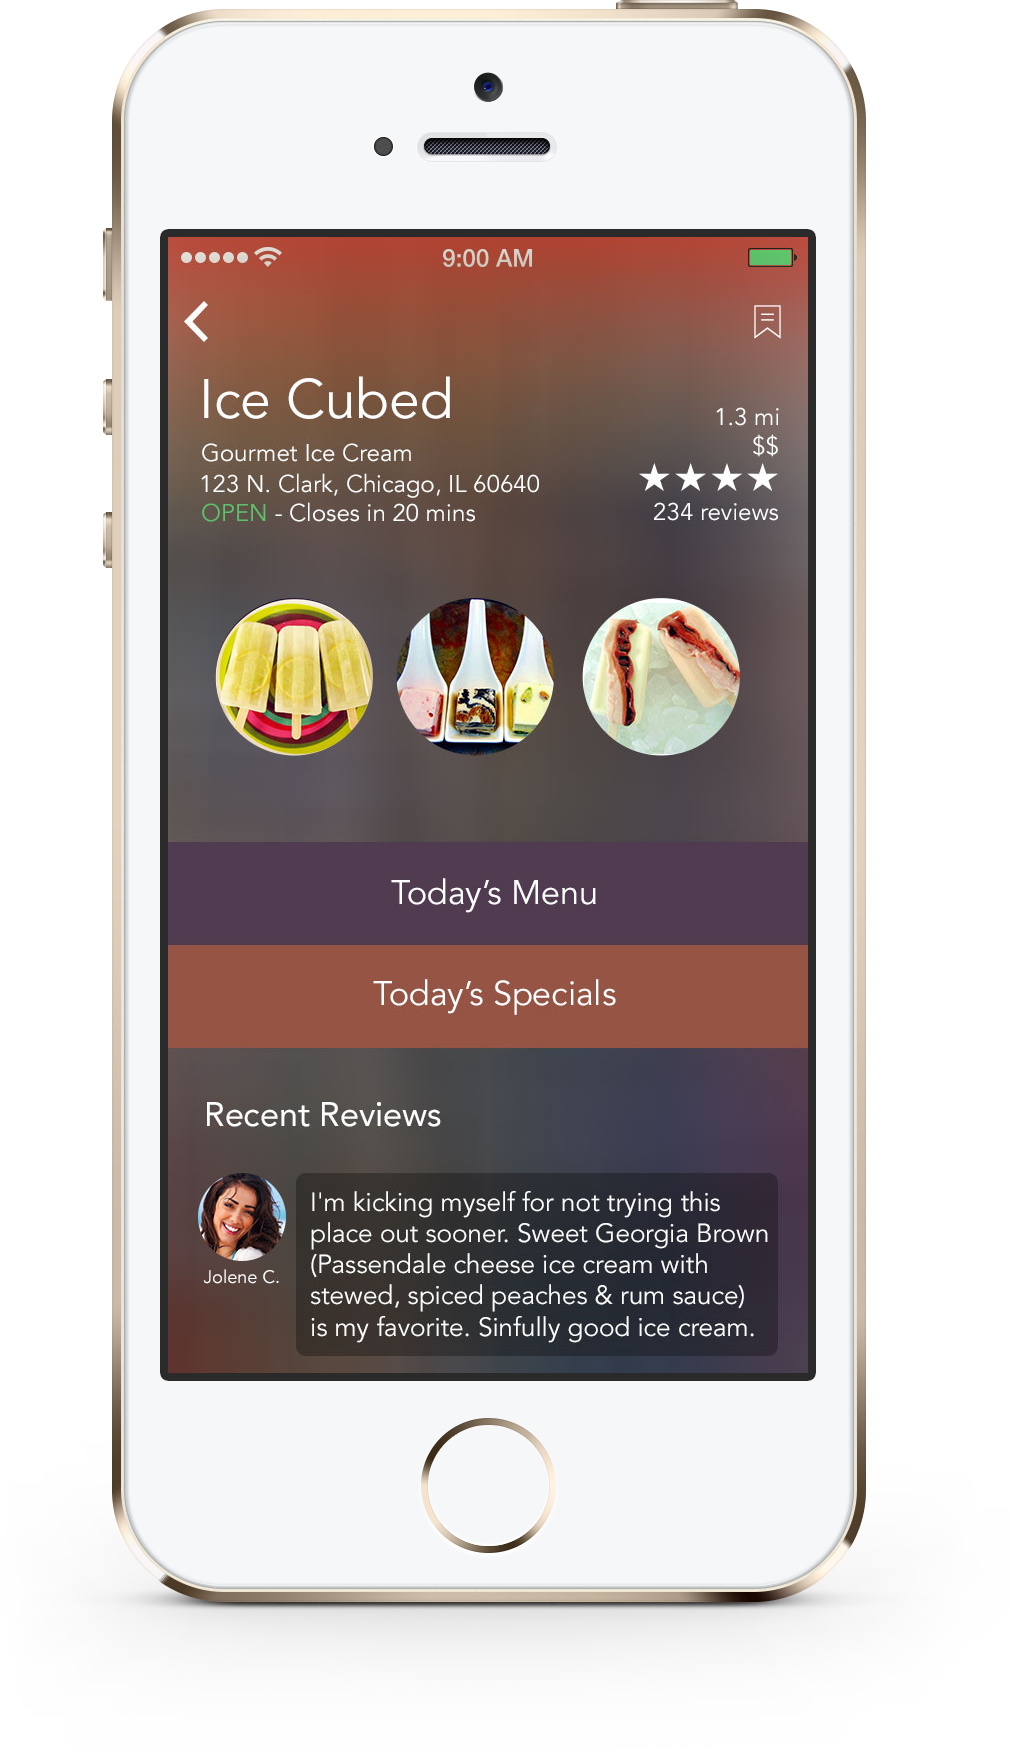 9:00 AM
Ice Cubed
1.3 mi
$$
Gourmet Ice Cream
123 N. Clark, Chicago, IL 60640
OPEN - Closes in 20 mins
234 reviews
Today’s Menu
Today’s Specials
Recent Reviews
I'm kicking myself for not trying this
place out sooner. Sweet Georgia Brown
(Passendale cheese ice cream with
stewed, spiced peaches & rum sauce)
is my favorite. Sinfully good ice cream.
Jolene C.